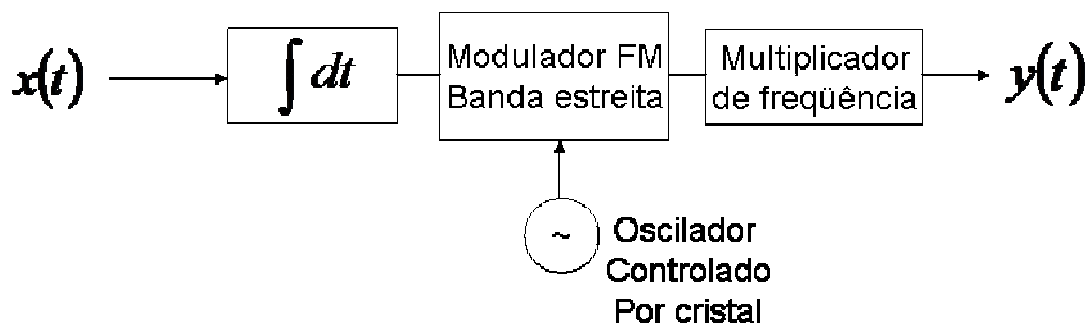 x(t)
∫ dt
Modulador FM
Banda estreita
Multiplicador
de freqüência
y(t)
~
Oscilador
Controlado
Por cristal